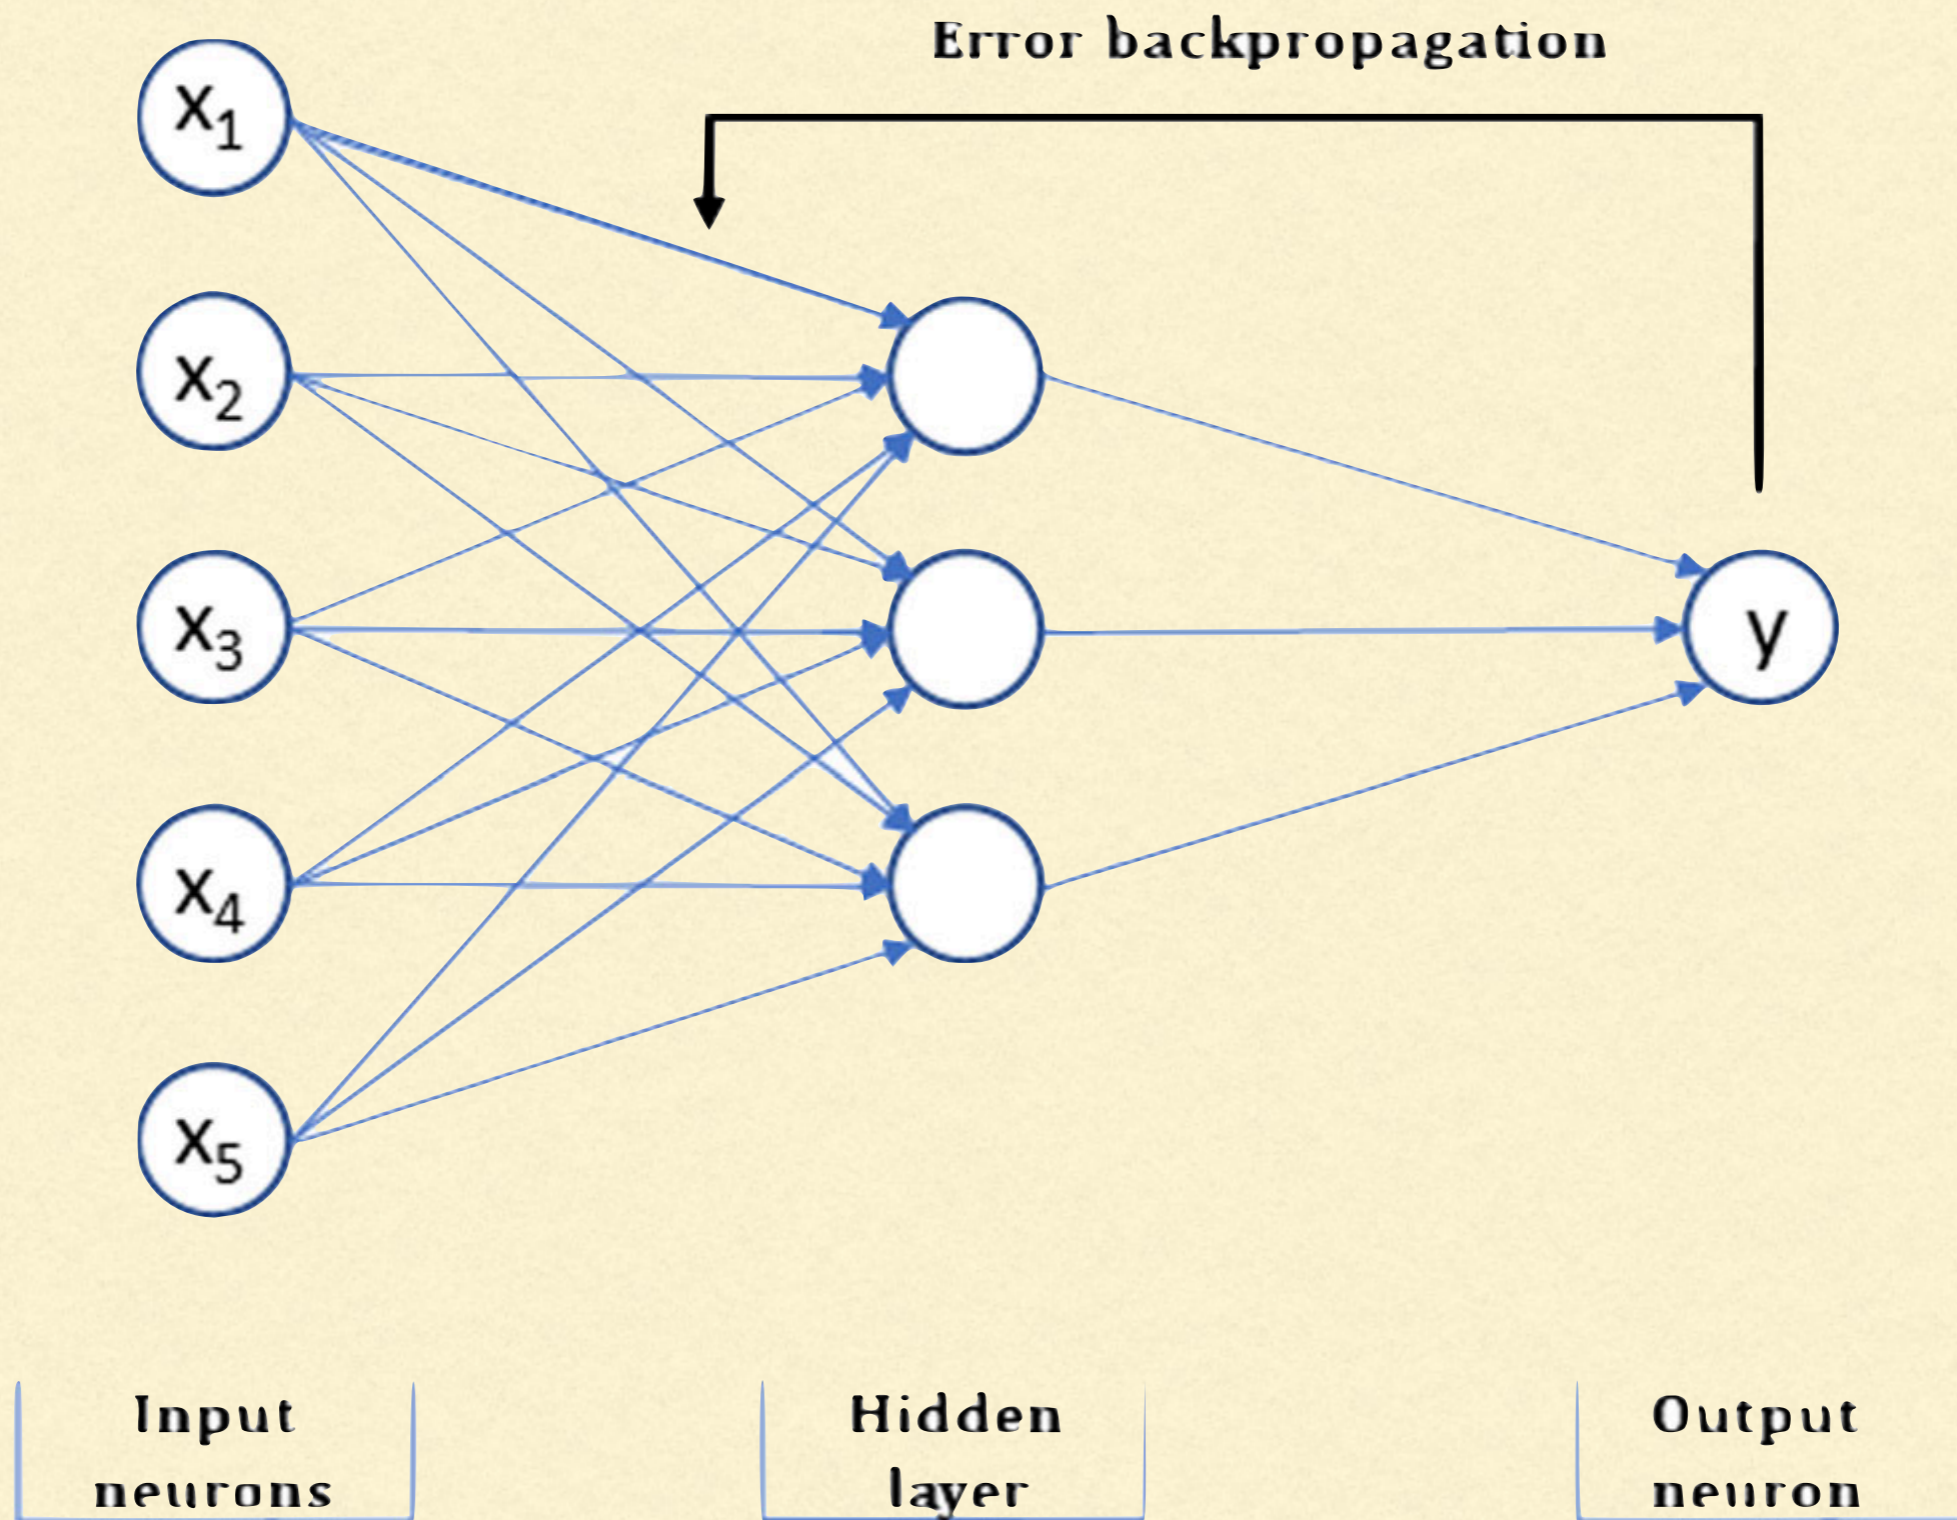 Error backpropagation
x1
x2
x3
x4
x5
y
Input
neurons
Hidden
layer
Output
neuron